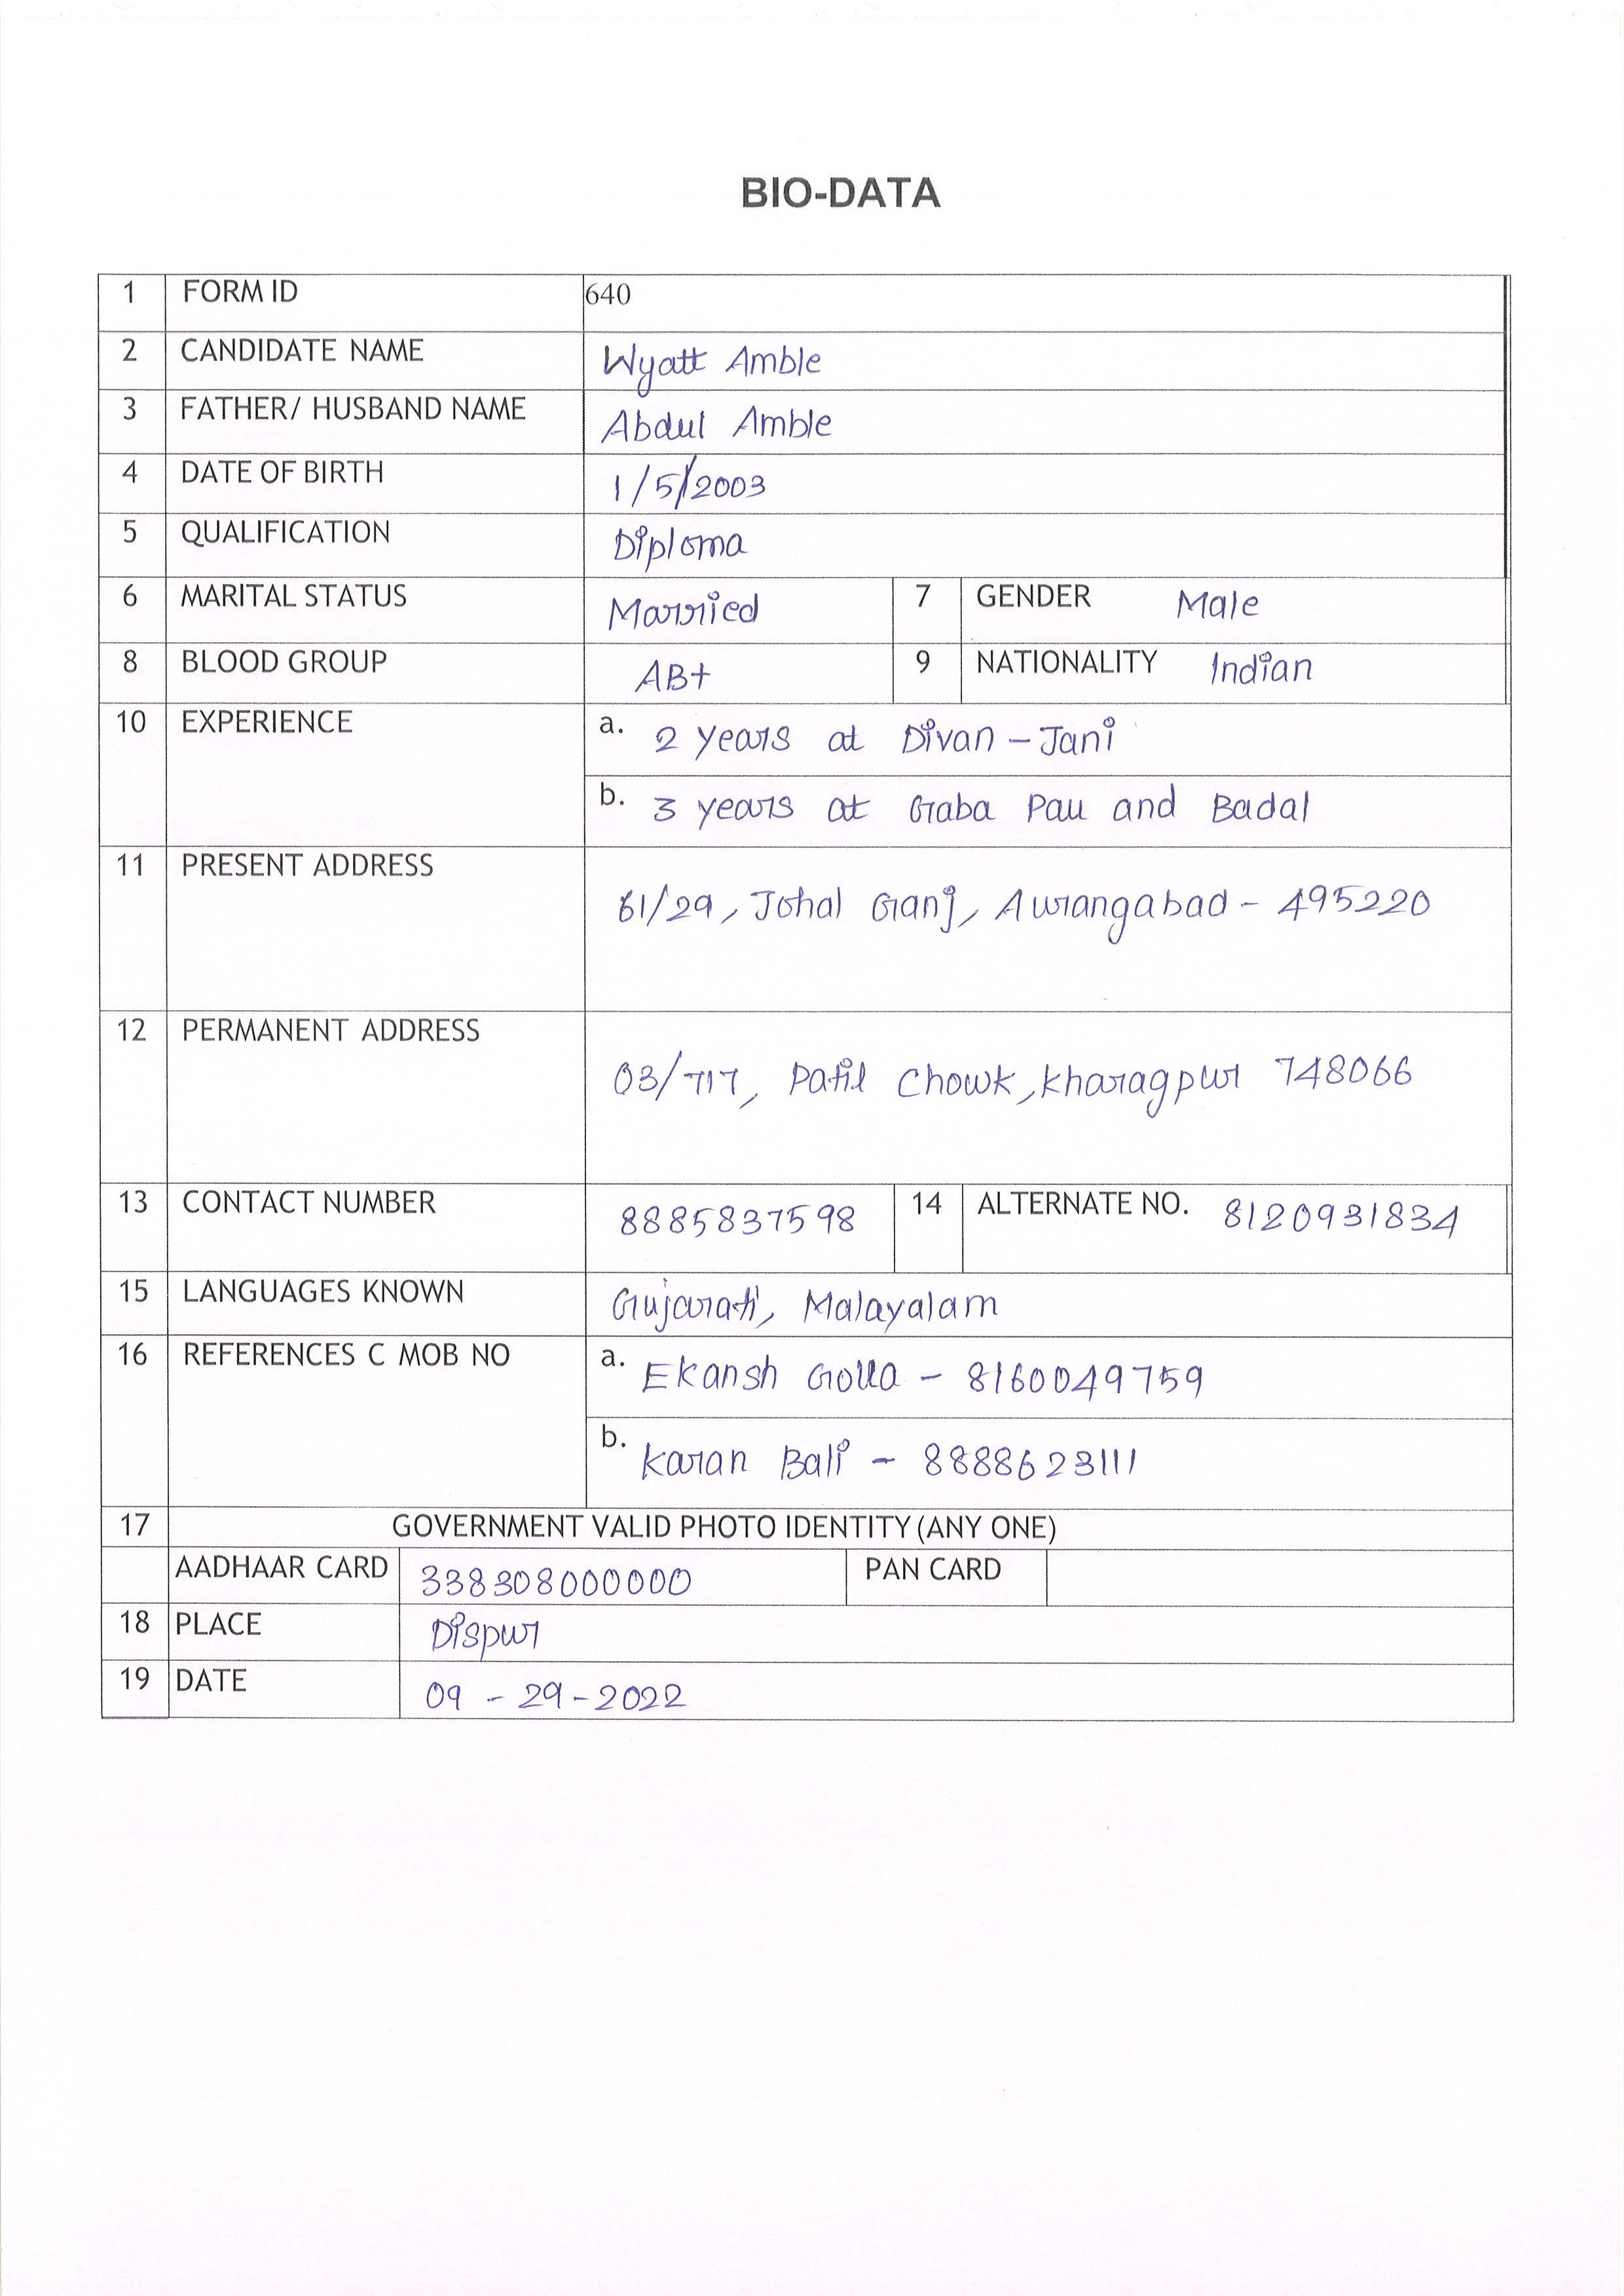 BIO-DATA
1 FORM ID 640
2 CANDIDATE NAME Wyatt Amble
3 FATHER/ HUSBAND NAME Abdul Amble
4 DATE OF BIRTH 1/5/2003
5 QUALIFICATION Diploma
6 MARITAL STATUS Married 7 GENDER Male
8 BLOOD GROUP AB+ 9 NATIONALITY Indian
10 EXPERIENCE a. 2 years at Divan - Jani
b. 3 years at Gaba Pau and Badal
11 PRESENT ADDRESS 61/29, Johal Ganj, Aurangabad - 495220
12 PERMANENT ADDRESS 03/717, Patil Chowk, Kharagpur 748066
13 CONTACT NUMBER 8885837598 14 ALTERNATE NO. 8120931834
15 LANGUAGES KNOWN Gujarati, Malayalam
16 REFERENCES C MOB NO a. Ekansh Golla - 8160049759
b. Karan Bali - 8888623111
17 GOVERNMENT VALID PHOTO IDENTITY (ANY ONE)
AADHAAR CARD 338308000000 PAN CARD
18 PLACE Dispur
19 DATE 09 - 29 - 2022